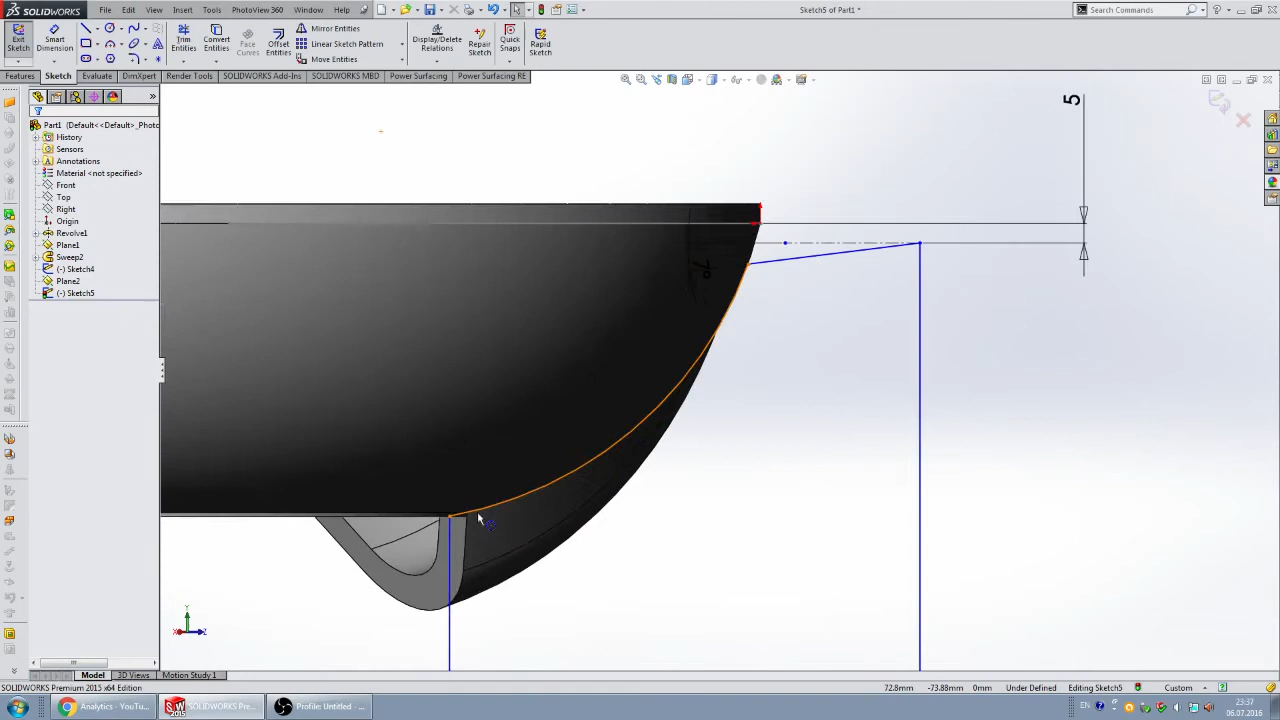 SOLIDWORKS File Edit View Insert Tools PhotoView 360 Window Help Sketch5 of Part1 * Search Commands
Exit Sketch Smart Dimension Trim Entities Convert Entities Face Curves Offset Entities Mirror Entities Linear Sketch Pattern Move Entities Display/Delete Relations Repair Sketch Quick Snaps Rapid Sketch
Features Sketch Evaluate DimXpert Render Tools SOLIDWORKS Add-Ins SOLIDWORKS MBD Power Surfacing Power Surfacing RE
5
Part1 (Default<<Default>_Photo
History
Sensors
Annotations
Material <not specified>
Front
Top
Right
Origin
Revolve1
Plane1
Sweep2
(-) Sketch4
Plane2
(-) Sketch5
7°
Y
X Z
Model 3D Views Motion Study 1
SOLIDWORKS Premium 2015 x64 Edition 72.8mm -73.88mm 0mm Under Defined Editing Sketch5 Custom
Analytics - YouTu... SOLIDWORKS Pre... Profile: Untitled - ... EN 23:37
06.07.2016